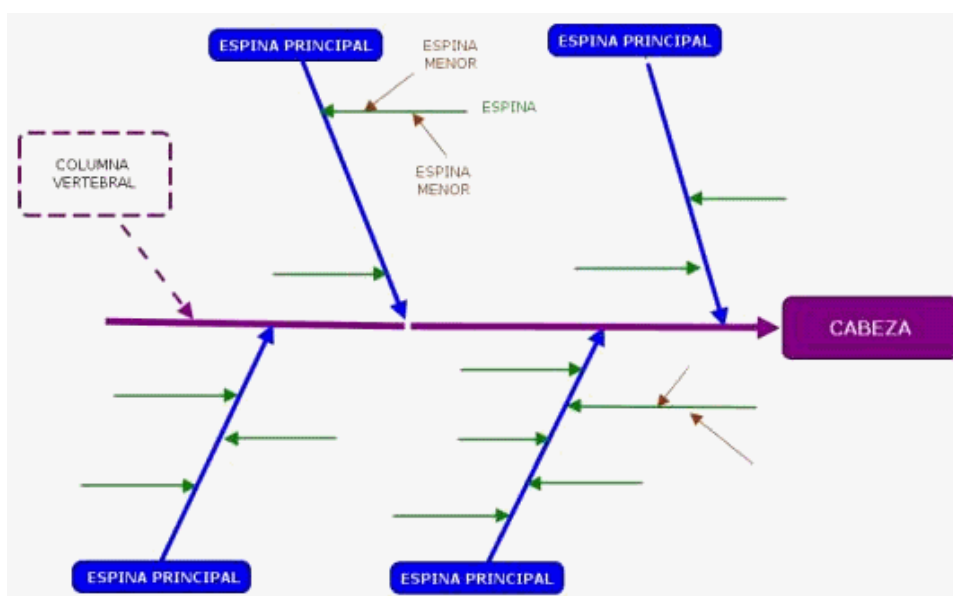 ESPINA PRINCIPAL
ESPINA
MENOR
ESPINA PRINCIPAL
ESPINA
COLUMNA
VERTEBRAL
ESPINA
MENOR
CABEZA
ESPINA PRINCIPAL
ESPINA PRINCIPAL